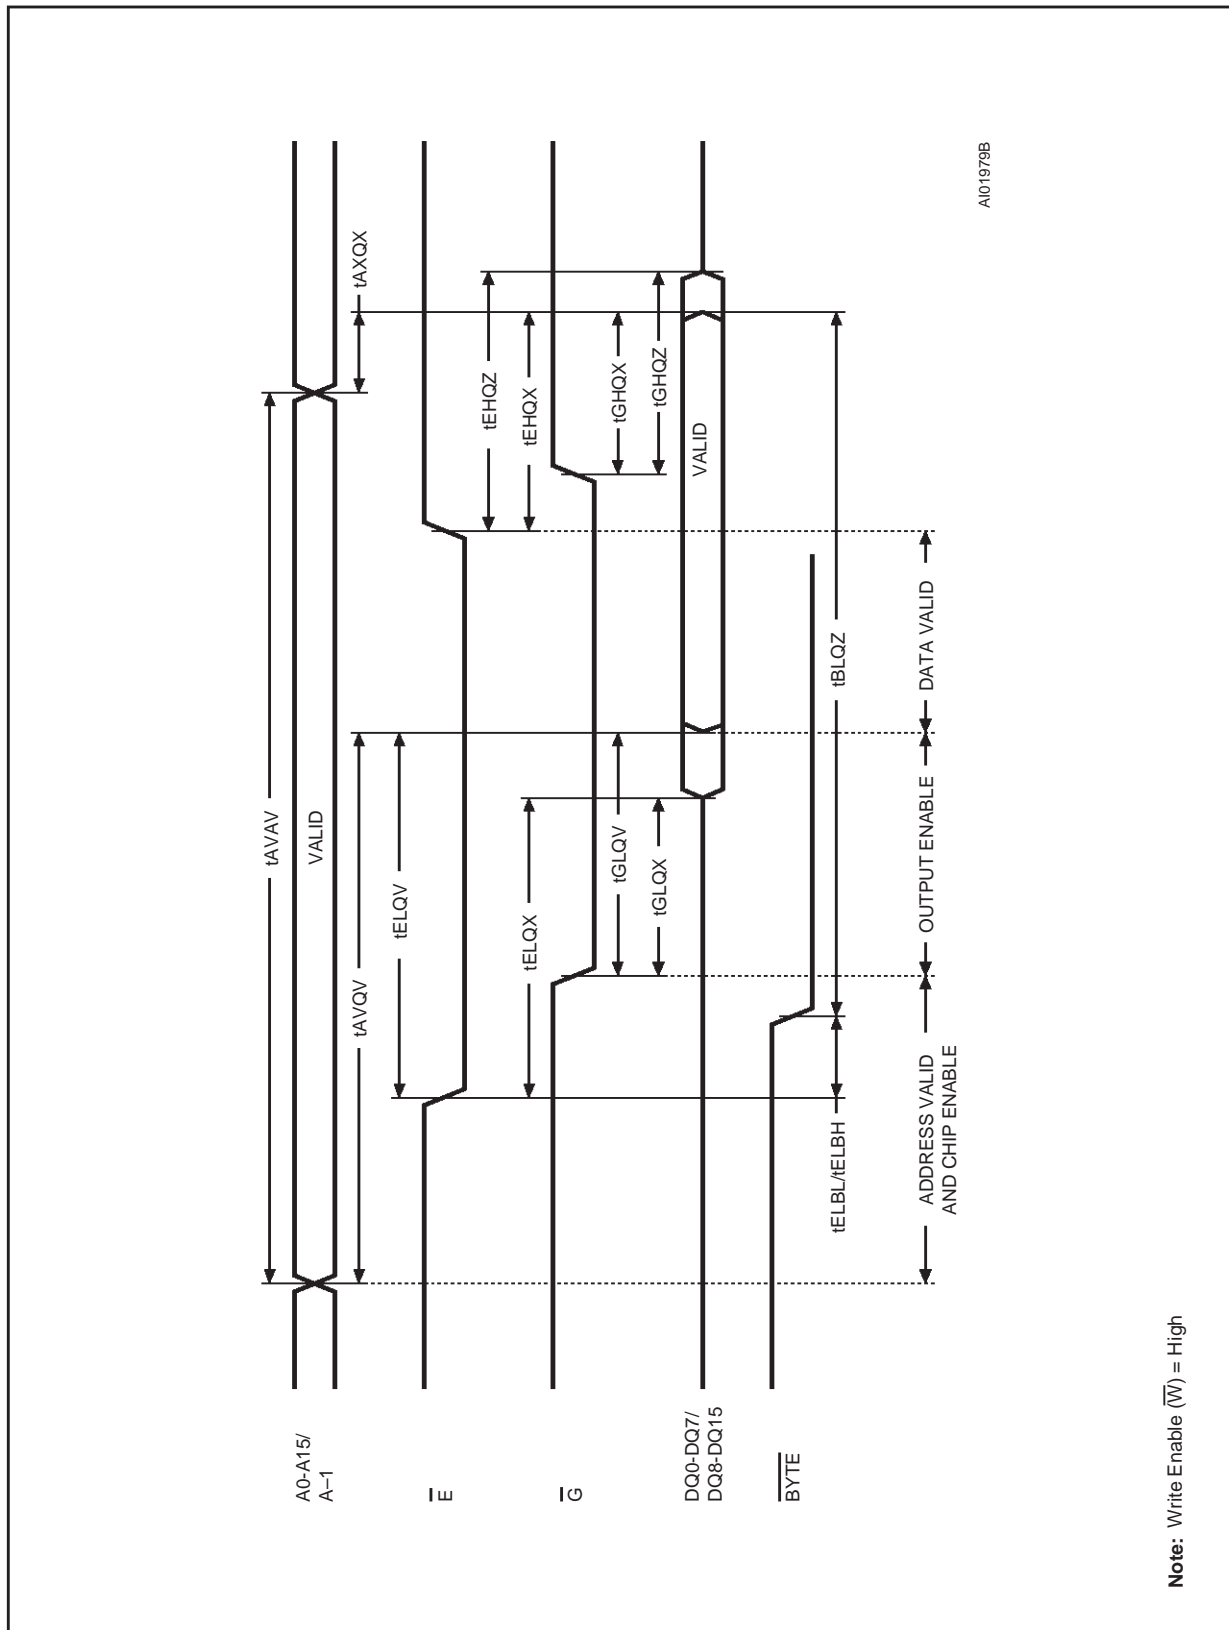 tAVAV
A0-A15/
A–1
VALID
tAVQV
tAXQX
tELQV
E
tEHQZ
tELQX
tEHQX
G
tGLQV
tGHQX
tGLQX
tGHQZ
DQ0-DQ7/
DQ8-DQ15
VALID
BYTE
tELBL/tELBH
tBLQZ
ADDRESS VALID
AND CHIP ENABLE
OUTPUT ENABLE
DATA VALID
AI01979B
Note: Write Enable (W) = High